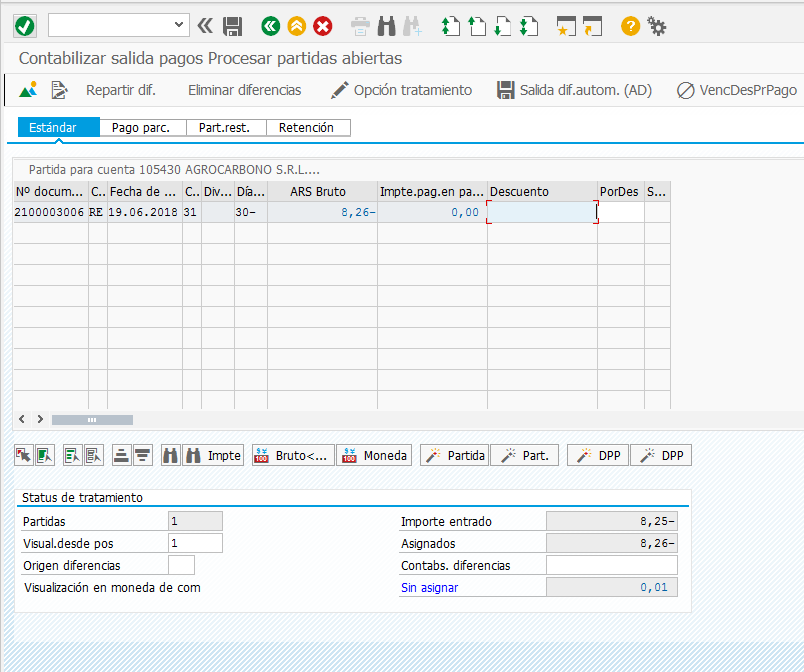 Contabilizar salida pagos Procesar partidas abiertas
Repartir dif. Eliminar diferencias Opción tratamiento Salida dif.autom. (AD) VencDesPrPago
Estándar Pago parc. Part.rest. Retención
Partida para cuenta 105430 AGROCARBONO S.R.L....
Nº docum... C.. Fecha de ... C.. Div... Día... ARS Bruto Impte.pag.en pa... Descuento PorDes S...
2100003006 RE 19.06.2018 31 30- 8,26- 0,00
Impte Bruto<... Moneda Partida Part. DPP DPP
Status de tratamiento
Partidas 1 Importe entrado 8,25-
Visual.desde pos 1 Asignados 8,26-
Origen diferencias Contabs. diferencias
Visualización en moneda de com Sin asignar 0,01